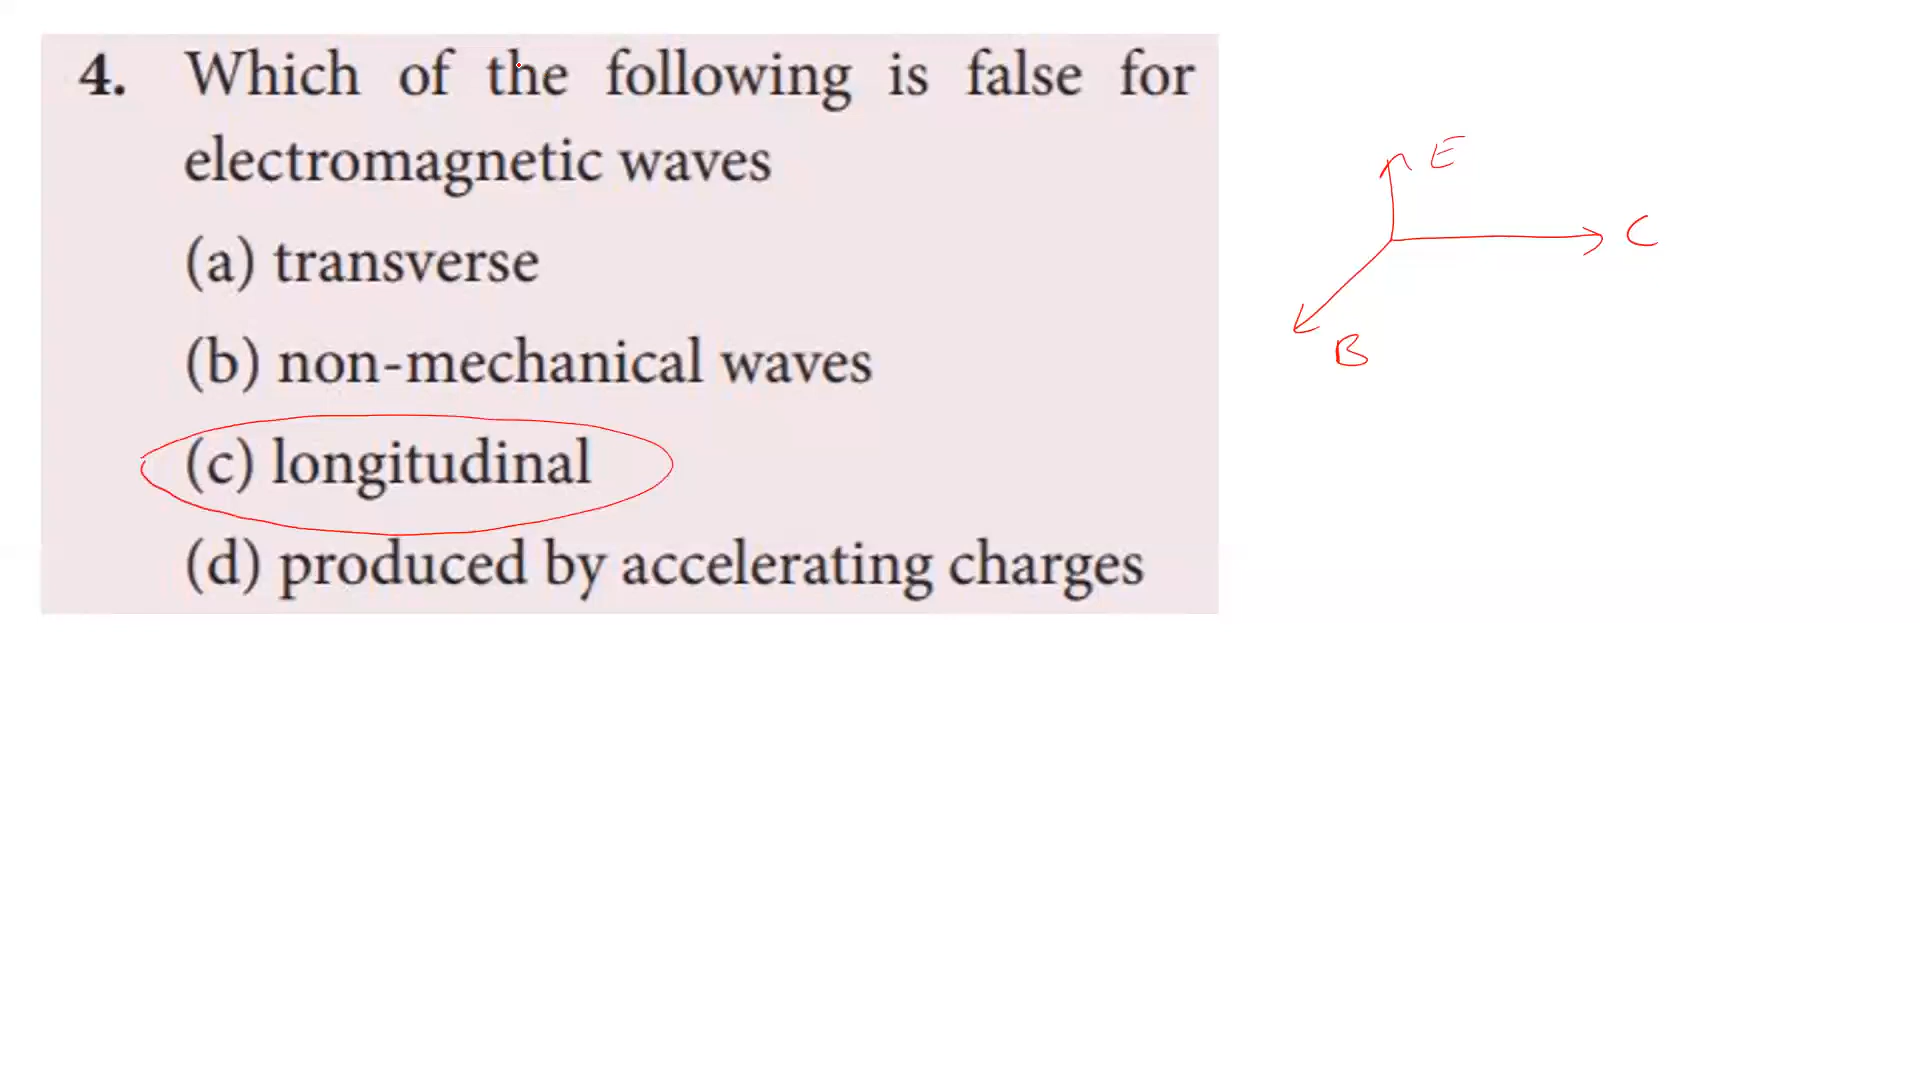 4. Which of the following is false for
electromagnetic waves
(a) transverse
(b) non-mechanical waves
(c) longitudinal
(d) produced by accelerating charges
E
C
B